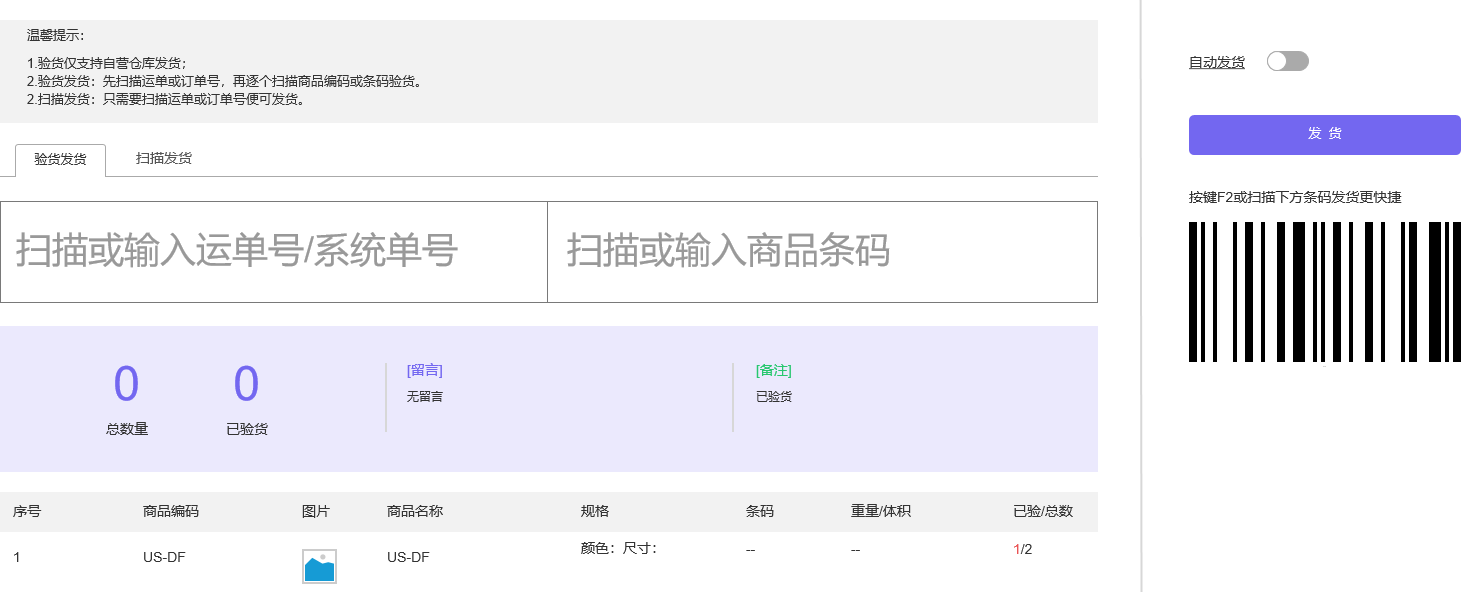 温馨提示：
1.验货仅支持自营仓库发货；
2.验货发货：先扫描运单或订单号，再逐个扫描商品编码或条码验货。
2.扫描发货：只需要扫描运单或订单号便可发货。
验货发货 扫描发货
扫描或输入运单号/系统单号 扫描或输入商品条码
0 0
总数量 已验货
[留言]
无留言
[备注]
已验货
序号 商品编码 图片 商品名称 规格 条码 重量/体积 已验/总数
1 US-DF US-DF 颜色：尺寸： -- -- 1/2
自动发货
发 货
按键F2或扫描下方条码发货更快捷